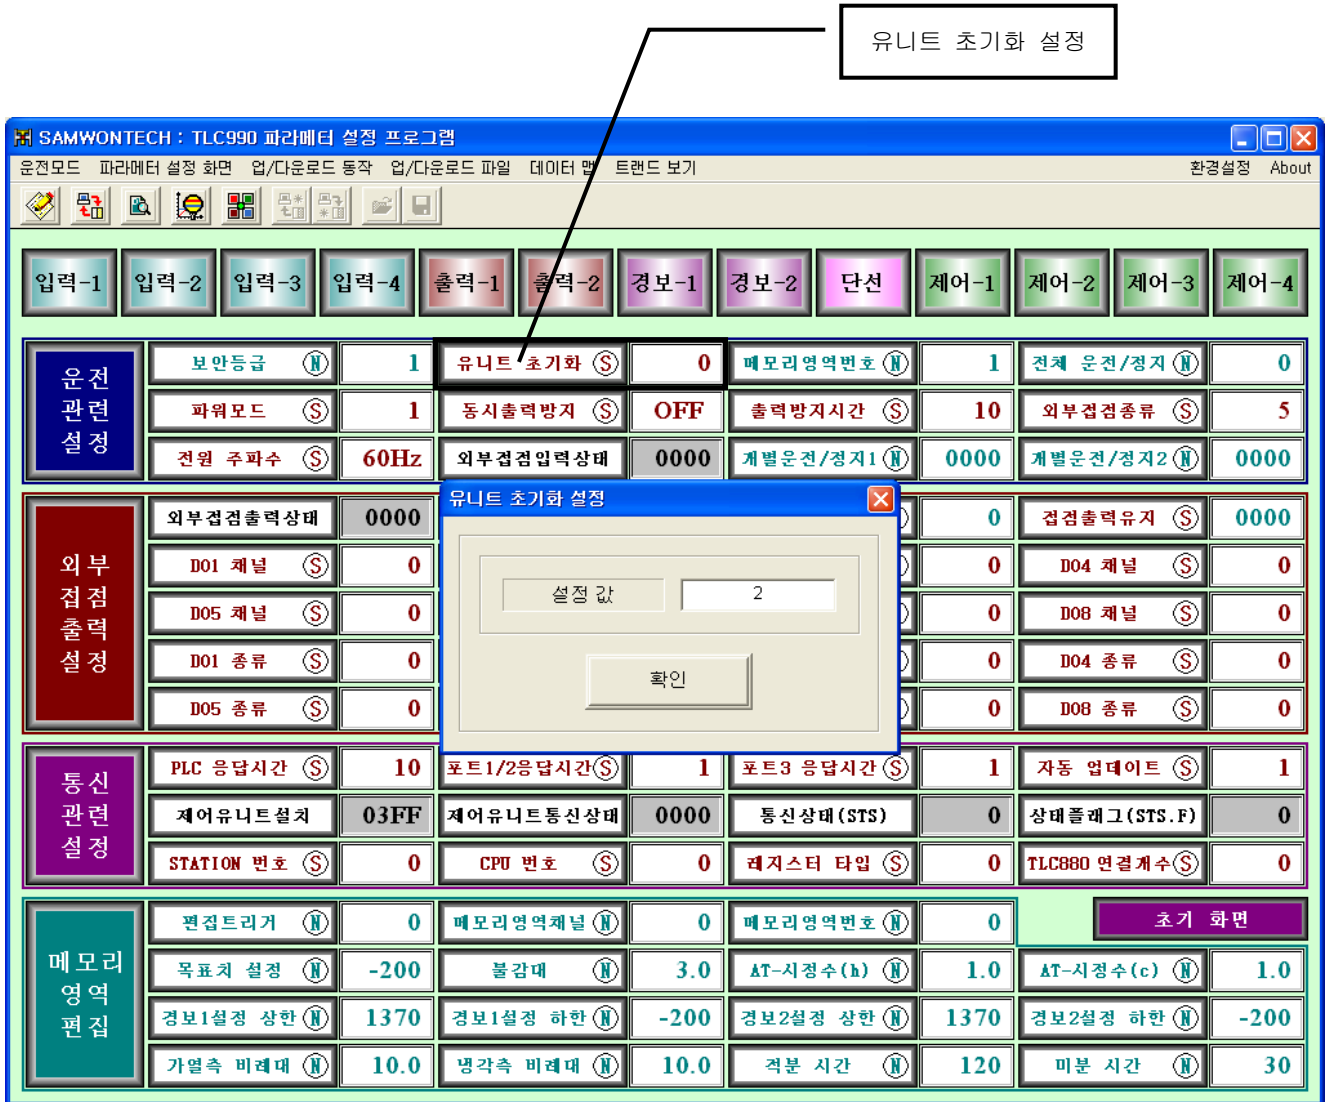 유니트 초기화 설정
SAMWONTECH : TLC990 파라메터 설정 프로그램
운전모드 파라메터 설정 화면 업/다운로드 동작 업/다운로드 파일 데이터 맵 트랜드 보기 환경설정 About
입력-1 입력-2 입력-3 입력-4 출력-1 출력-2 경보-1 경보-2 단선 제어-1 제어-2 제어-3 제어-4
운전 관련 설정
보안등급 N 1 유니트 초기화 S 0 메모리영역번호 N 1 전체 운전/정지 N 0
파워모드 S 1 동시출력방지 S OFF 출력방지시간 S 10 외부접점종류 S 5
전원 주파수 S 60Hz 외부접점입력상태 0000 개별운전/정지1 N 0000 개별운전/정지2 N 0000
외부 접점 출력 설정
외부접점출력상태 0000 0 접점출력유지 S 0000
DO1 채널 S 0 0 DO4 채널 S 0
DO5 채널 S 0 0 DO8 채널 S 0
DO1 종류 S 0 0 DO4 종류 S 0
DO5 종류 S 0 0 DO8 종류 S 0
유니트 초기화 설정
설정 값 2
확인
통신 관련 설정
PLC 응답시간 S 10 포트1/2응답시간 S 1 포트3 응답시간 S 1 자동 업데이트 S 1
제어유니트설치 03FF 제어유니트통신상태 0000 통신상태(STS) 0 상태플래그(STS.F) 0
STATION 번호 S 0 CPU 번호 S 0 레지스터 타입 S 0 TLC880 연결개수 S 0
메모리 영역 편집
편집트리거 N 0 메모리영역채널 N 0 메모리영역번호 N 0 초기 화면
목표치 설정 N -200 불감대 N 3.0 AT-시정수(h) N 1.0 AT-시정수(c) N 1.0
경보1설정 상한 N 1370 경보1설정 하한 N -200 경보2설정 상한 N 1370 경보2설정 하한 N -200
가열측 비례대 N 10.0 냉각측 비례대 N 10.0 적분 시간 N 120 미분 시간 N 30